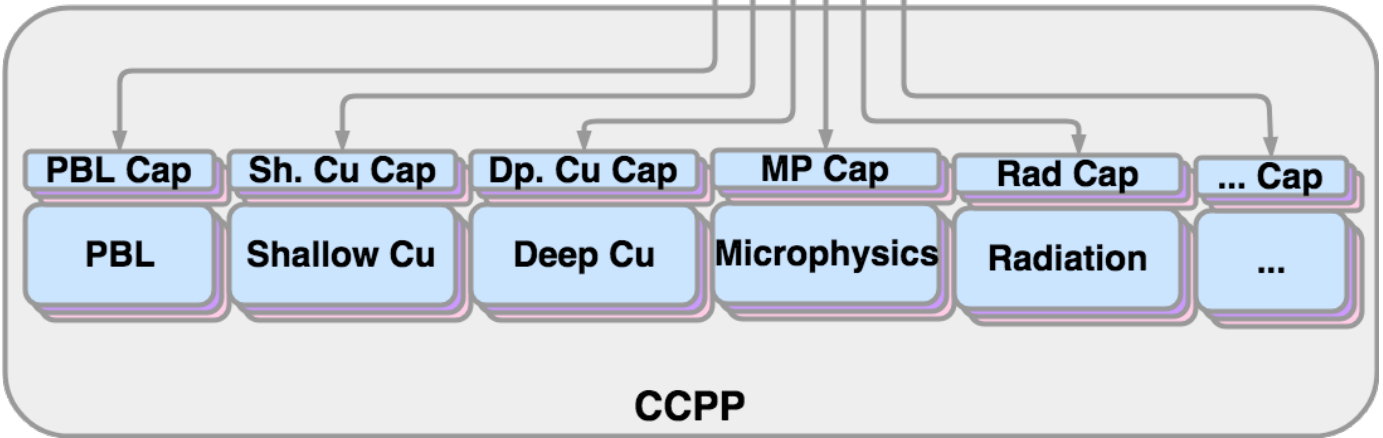 PBL Cap
Sh. Cu Cap
Dp. Cu Cap
MP Cap
Rad Cap
... Cap
PBL
Shallow Cu
Deep Cu
Microphysics
Radiation
...
CCPP